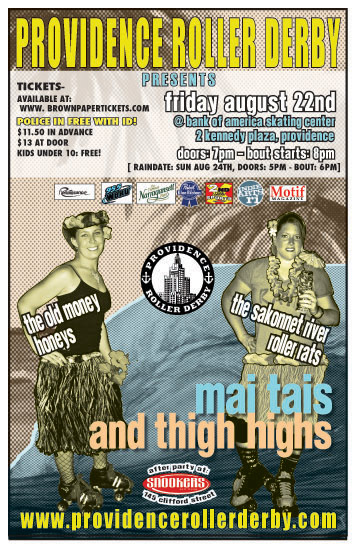 PROVIDENCE ROLLER DERBY
PRESENTS
TICKETS-
AVAILABLE AT:
WWW. BROWNPAPERTICKETS.COM
POLICE IN FREE WITH ID!
$11.50 IN ADVANCE
$13 AT DOOR
KIDS UNDER 10: FREE!
friday august 22nd
@ bank of america skating center
2 kennedy plaza, providence
doors: 7pm – bout starts: 8pm
[ RAINDATE: SUN AUG 24TH, DOORS: 5PM - BOUT: 6PM]
Narragansett
Motif
MAGAZINE
PROVIDENCE
ROLLER DERBY
the old money
honeys
the sakonnet river
roller rats
mai tais
and thigh highs
after party at:
SNOOKERS
145 clifford street
www.providencerollerderby.com